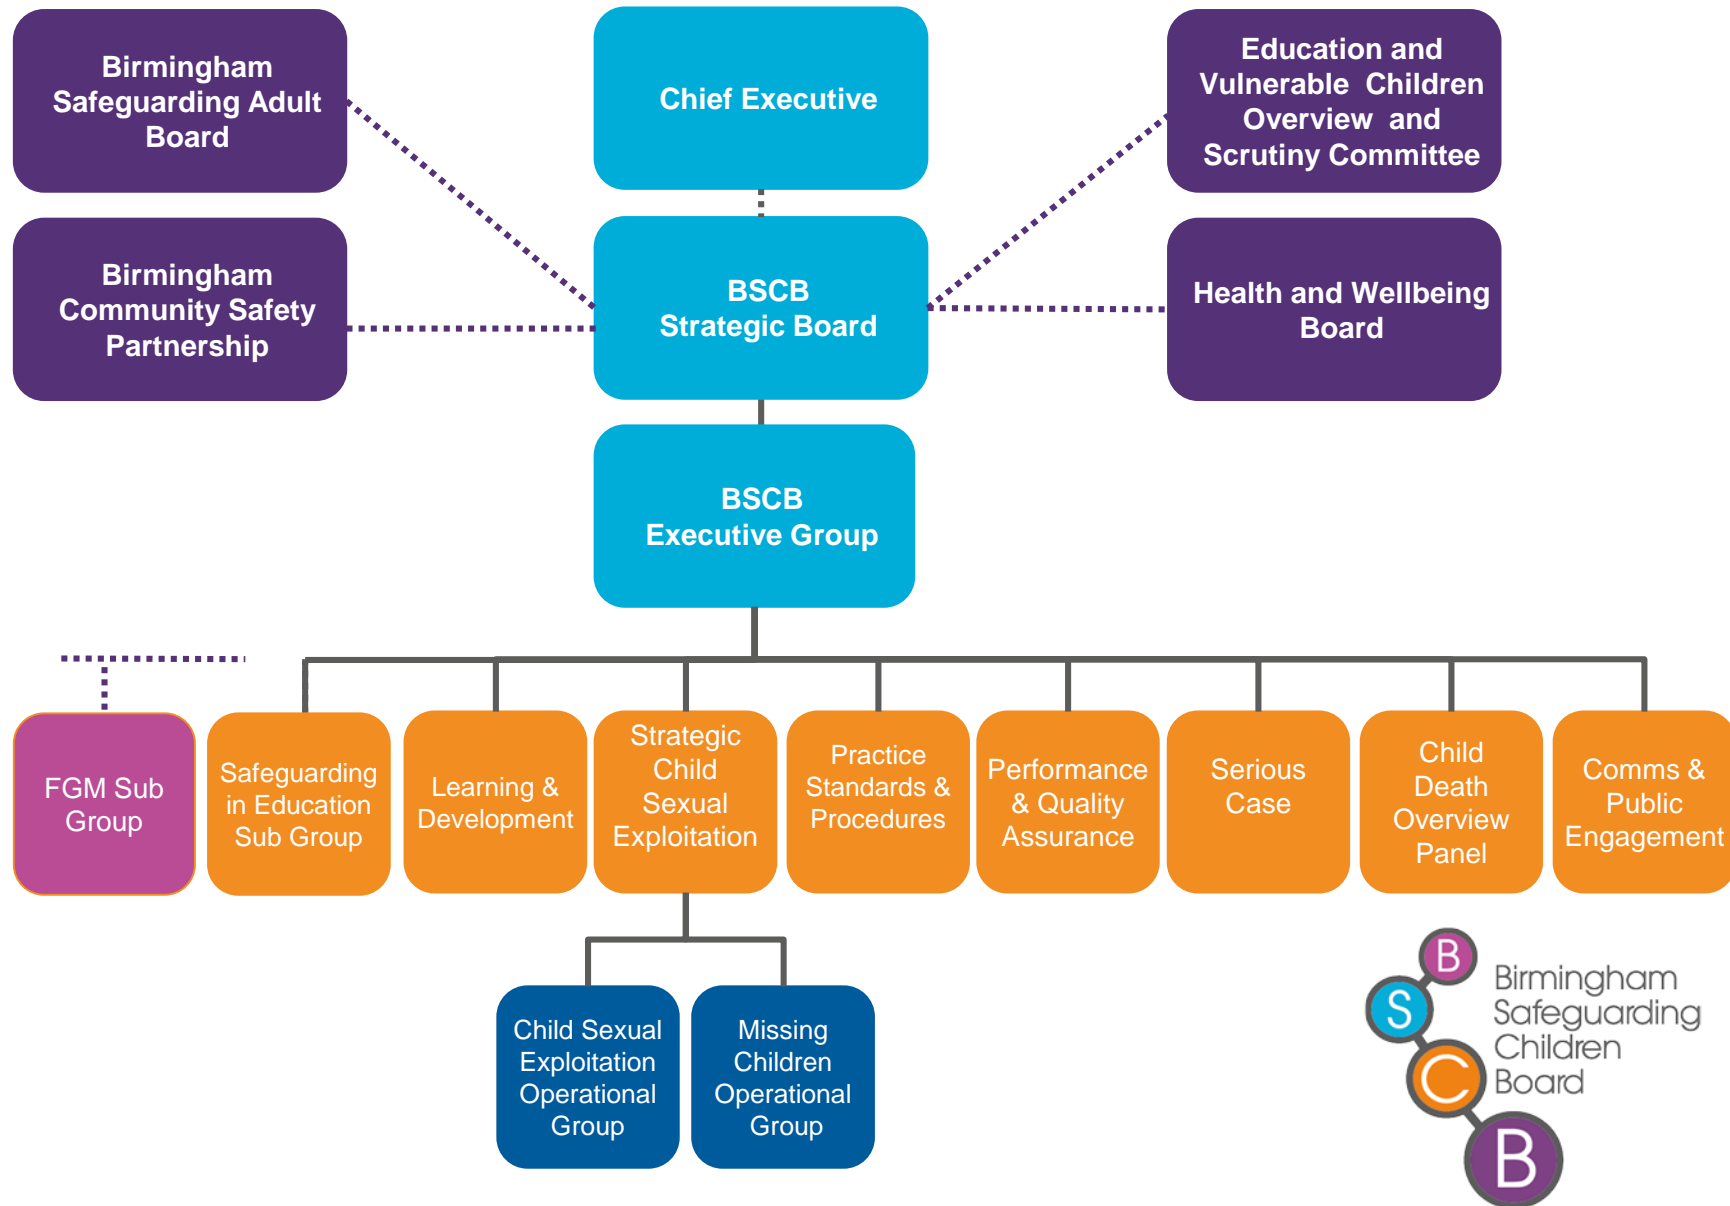 Birmingham
Safeguarding Adult
Board
Chief Executive
Education and
Vulnerable Children
Overview and
Scrutiny Committee
Birmingham
Community Safety
Partnership
BSCB
Strategic Board
Health and Wellbeing
Board
BSCB
Executive Group
FGM Sub
Group
Safeguarding
in Education
Sub Group
Learning &
Development
Strategic
Child
Sexual
Exploitation
Practice
Standards &
Procedures
Performance
& Quality
Assurance
Serious
Case
Child
Death
Overview
Panel
Comms &
Public
Engagement
Child Sexual
Exploitation
Operational
Group
Missing
Children
Operational
Group
B
S
C
B
Birmingham
Safeguarding
Children
Board